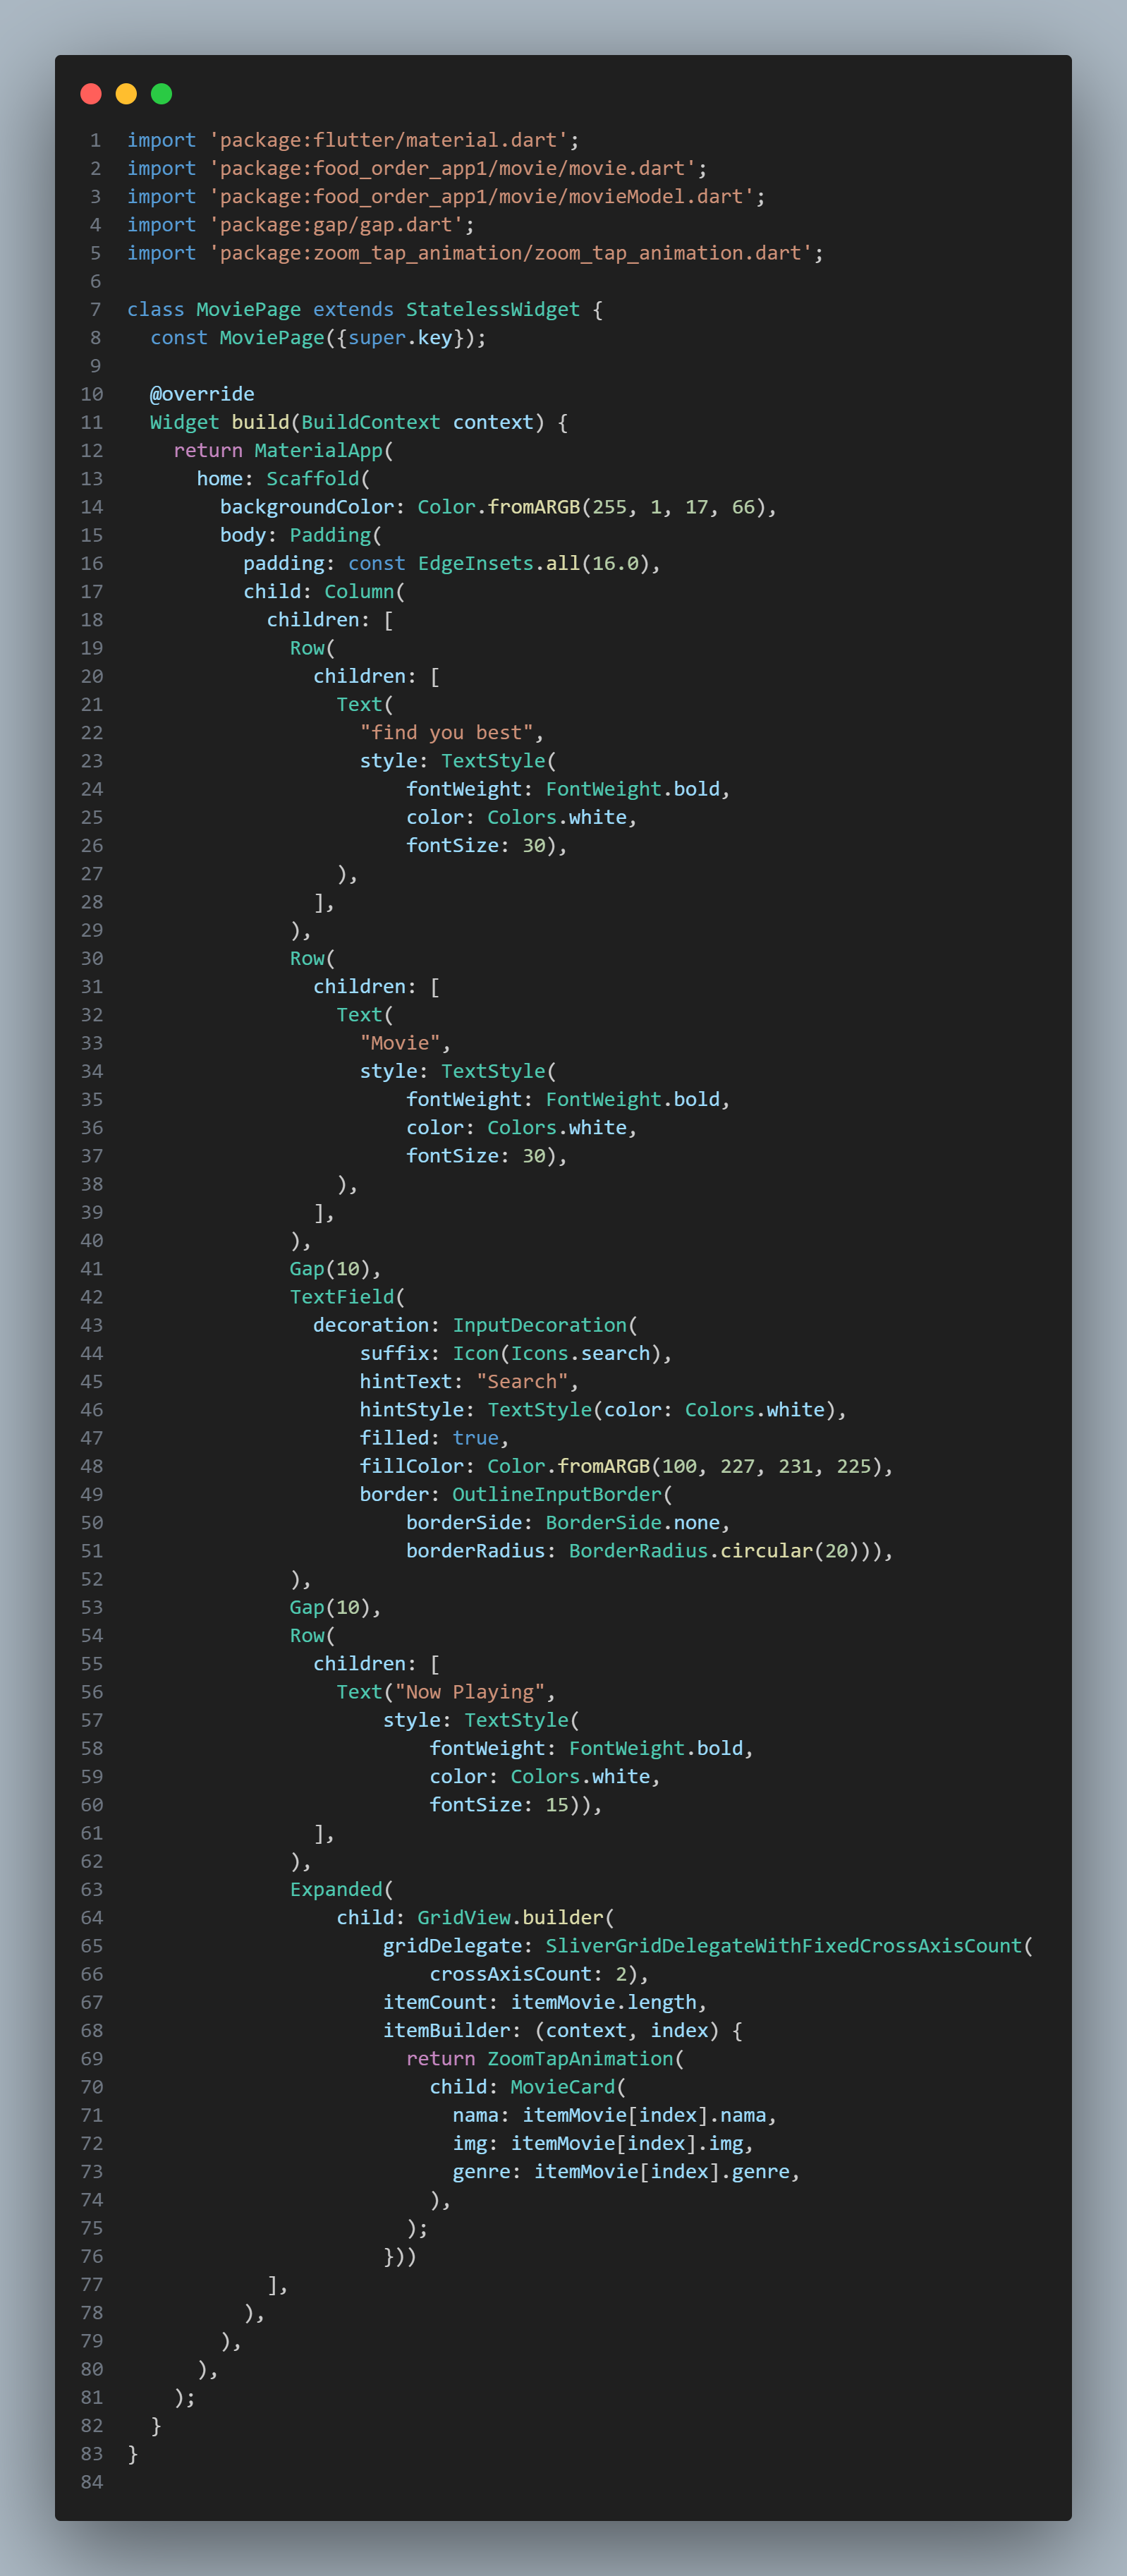 1 import 'package:flutter/material.dart';
2 import 'package:food_order_app1/movie/movie.dart';
3 import 'package:food_order_app1/movie/movieModel.dart';
4 import 'package:gap/gap.dart';
5 import 'package:zoom_tap_animation/zoom_tap_animation.dart';
6
7 class MoviePage extends StatelessWidget {
8   const MoviePage({super.key});
9
10   @override
11   Widget build(BuildContext context) {
12     return MaterialApp(
13       home: Scaffold(
14         backgroundColor: Color.fromARGB(255, 1, 17, 66),
15         body: Padding(
16           padding: const EdgeInsets.all(16.0),
17           child: Column(
18             children: [
19               Row(
20                 children: [
21                   Text(
22                     "find you best",
23                     style: TextStyle(
24                         fontWeight: FontWeight.bold,
25                         color: Colors.white,
26                         fontSize: 30),
27                   ),
28                 ],
29               ),
30               Row(
31                 children: [
32                   Text(
33                     "Movie",
34                     style: TextStyle(
35                         fontWeight: FontWeight.bold,
36                         color: Colors.white,
37                         fontSize: 30),
38                   ),
39                 ],
40               ),
41               Gap(10),
42               TextField(
43                 decoration: InputDecoration(
44                     suffix: Icon(Icons.search),
45                     hintText: "Search",
46                     hintStyle: TextStyle(color: Colors.white),
47                     filled: true,
48                     fillColor: Color.fromARGB(100, 227, 231, 225),
49                     border: OutlineInputBorder(
50                         borderSide: BorderSide.none,
51                         borderRadius: BorderRadius.circular(20))),
52               ),
53               Gap(10),
54               Row(
55                 children: [
56                   Text("Now Playing",
57                       style: TextStyle(
58                           fontWeight: FontWeight.bold,
59                           color: Colors.white,
60                           fontSize: 15)),
61                 ],
62               ),
63               Expanded(
64                   child: GridView.builder(
65                       gridDelegate: SliverGridDelegateWithFixedCrossAxisCount(
66                           crossAxisCount: 2),
67                       itemCount: itemMovie.length,
68                       itemBuilder: (context, index) {
69                         return ZoomTapAnimation(
70                           child: MovieCard(
71                             nama: itemMovie[index].nama,
72                             img: itemMovie[index].img,
73                             genre: itemMovie[index].genre,
74                           ),
75                         );
76                       }))
77             ],
78           ),
79         ),
80       ),
81     );
82   }
83 }
84